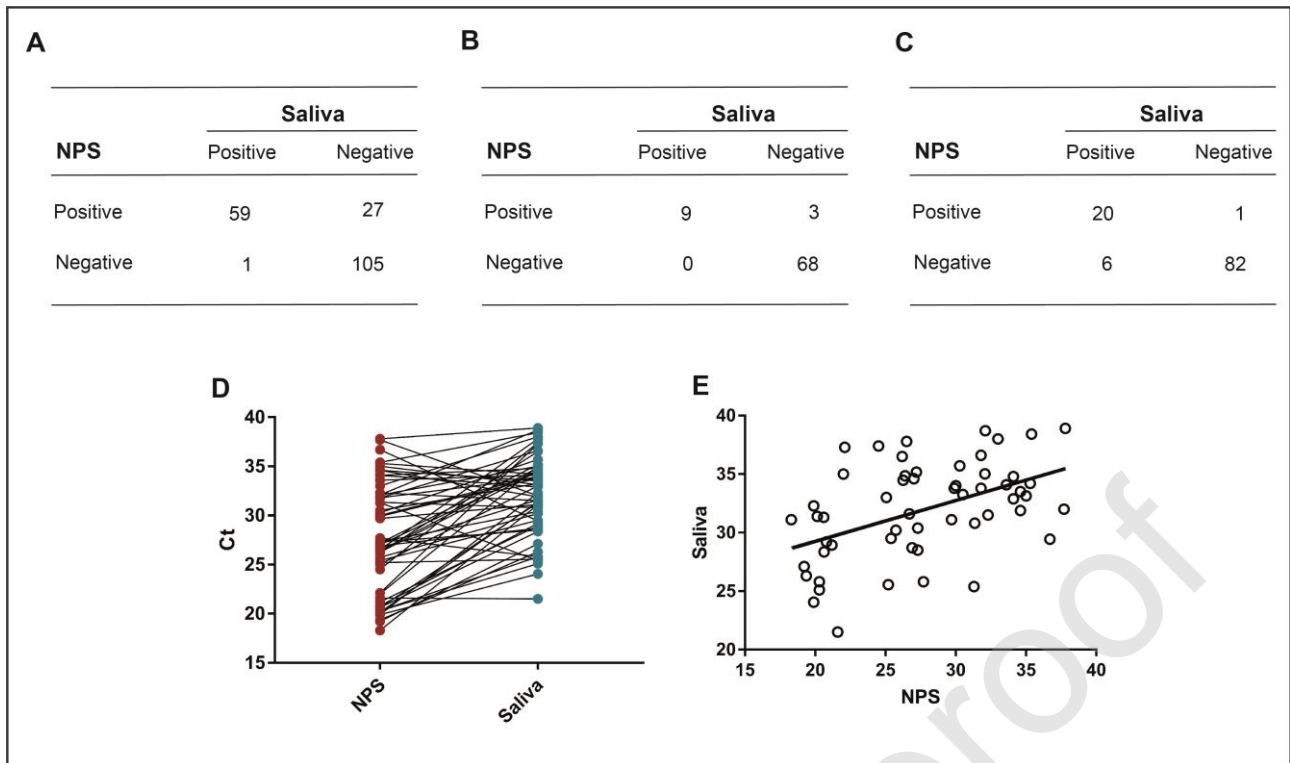 A
B
C
Saliva
NPS Positive Negative
Positive 59 27
Negative 1 105
Saliva
NPS Positive Negative
Positive 9 3
Negative 0 68
Saliva
NPS Positive Negative
Positive 20 1
Negative 6 82
D
40
35
30
25
20
15
Ct
NPS
Saliva
E
40
35
30
25
20
Saliva
15 20 25 30 35 40
NPS
proof